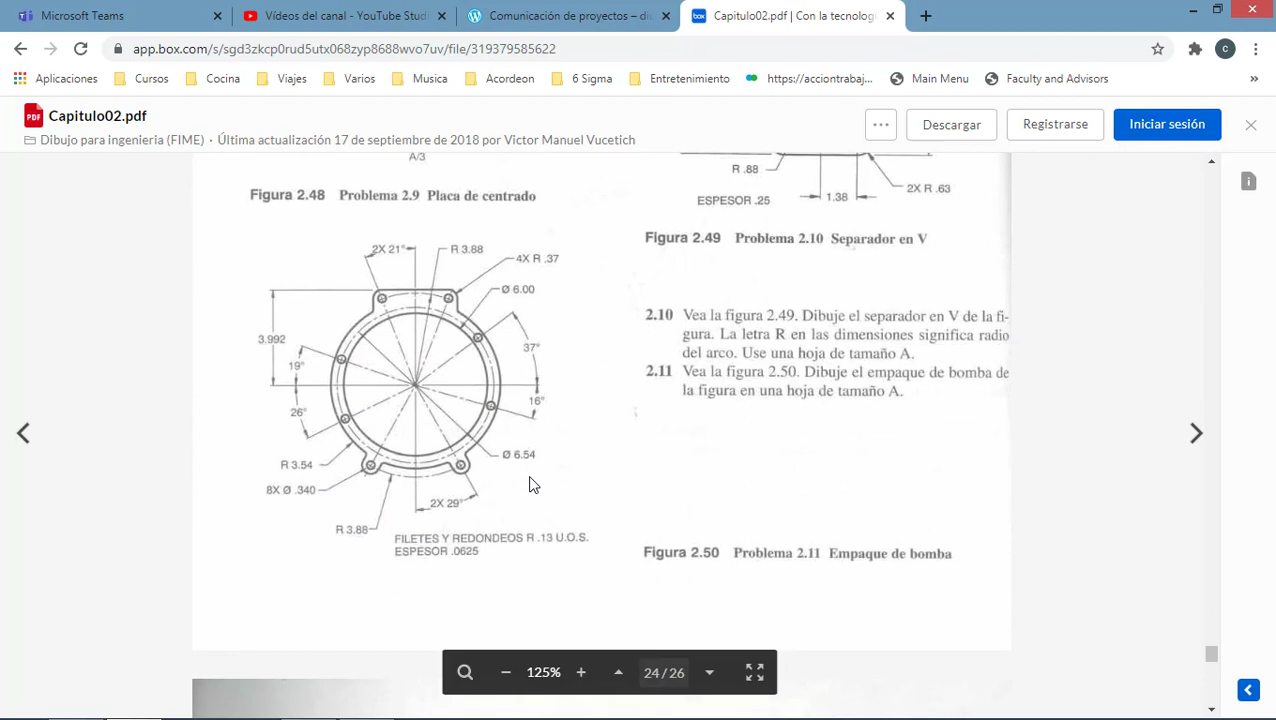 Microsoft Teams
Vídeos del canal - YouTube Studi
Comunicación de proyectos – dis
Capitulo02.pdf | Con la tecnolog
app.box.com/s/sgd3zkcp0rud5utx068zyp8688wvo7uv/file/319379585622
C
Aplicaciones
Cursos
Cocina
Viajes
Varios
Musica
Acordeon
6 Sigma
Entretenimiento
https://acciontrabaj...
Main Menu
Faculty and Advisors
»
PDF
Capitulo02.pdf
Dibujo para ingenieria (FIME) • Última actualización 17 de septiembre de 2018 por Victor Manuel Vucetich
Descargar
Registrarse
Iniciar sesión
A/3
Figura 2.48 Problema 2.9 Placa de centrado
2X 21°
R 3.88
4X R .37
Ø 6.00
3.992
37°
19°
16°
26°
Ø 6.54
R 3.54
8X Ø .340
2X 29°
R 3.88
FILETES Y REDONDEOS R .13 U.O.S.
ESPESOR .0625
R .88
2X R .63
1.38
ESPESOR .25
Figura 2.49 Problema 2.10 Separador en V
2.10 Vea la figura 2.49. Dibuje el separador en V de la fi-
gura. La letra R en las dimensiones significa radio
del arco. Use una hoja de tamaño A.
2.11 Vea la figura 2.50. Dibuje el empaque de bomba de
la figura en una hoja de tamaño A.
Figura 2.50 Problema 2.11 Empaque de bomba
125%
24 / 26